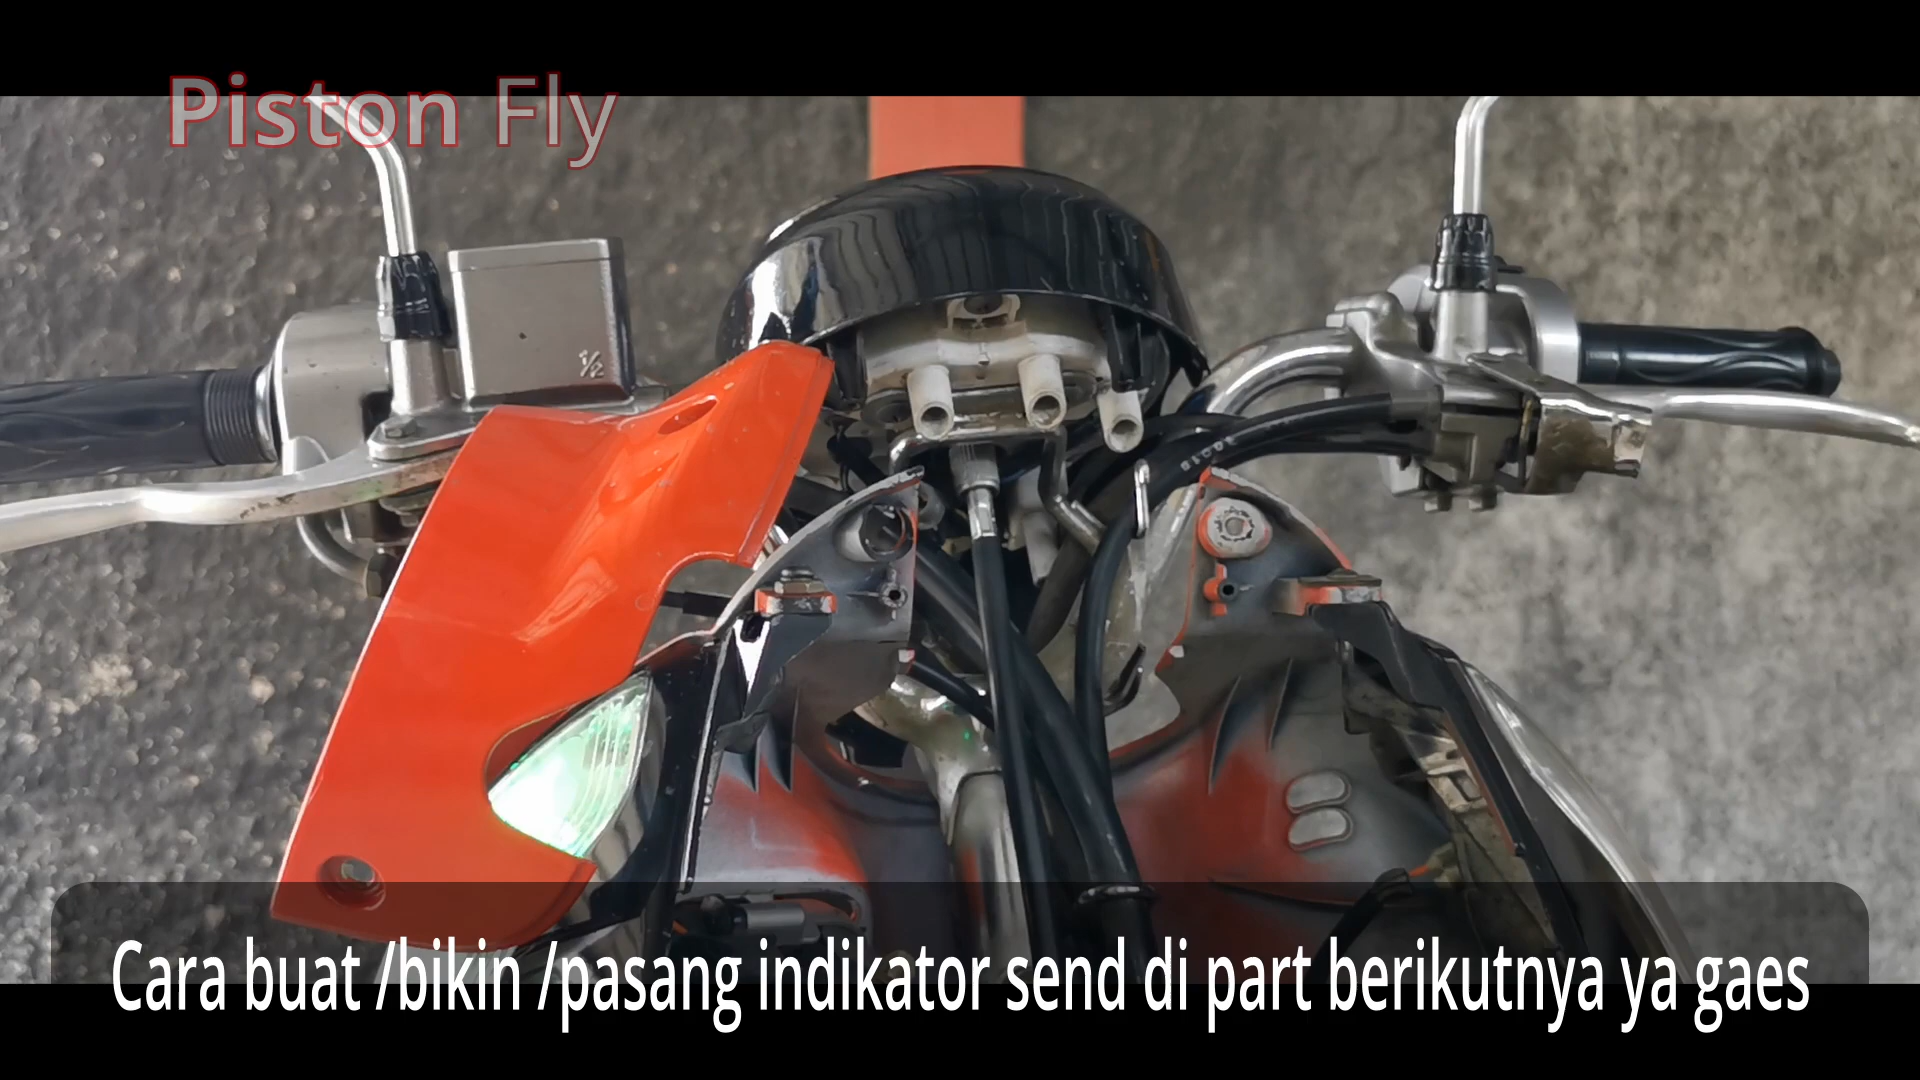 Piston Fly
1/2
Cara buat /bikin /pasang indikator send di part berikutnya ya gaes